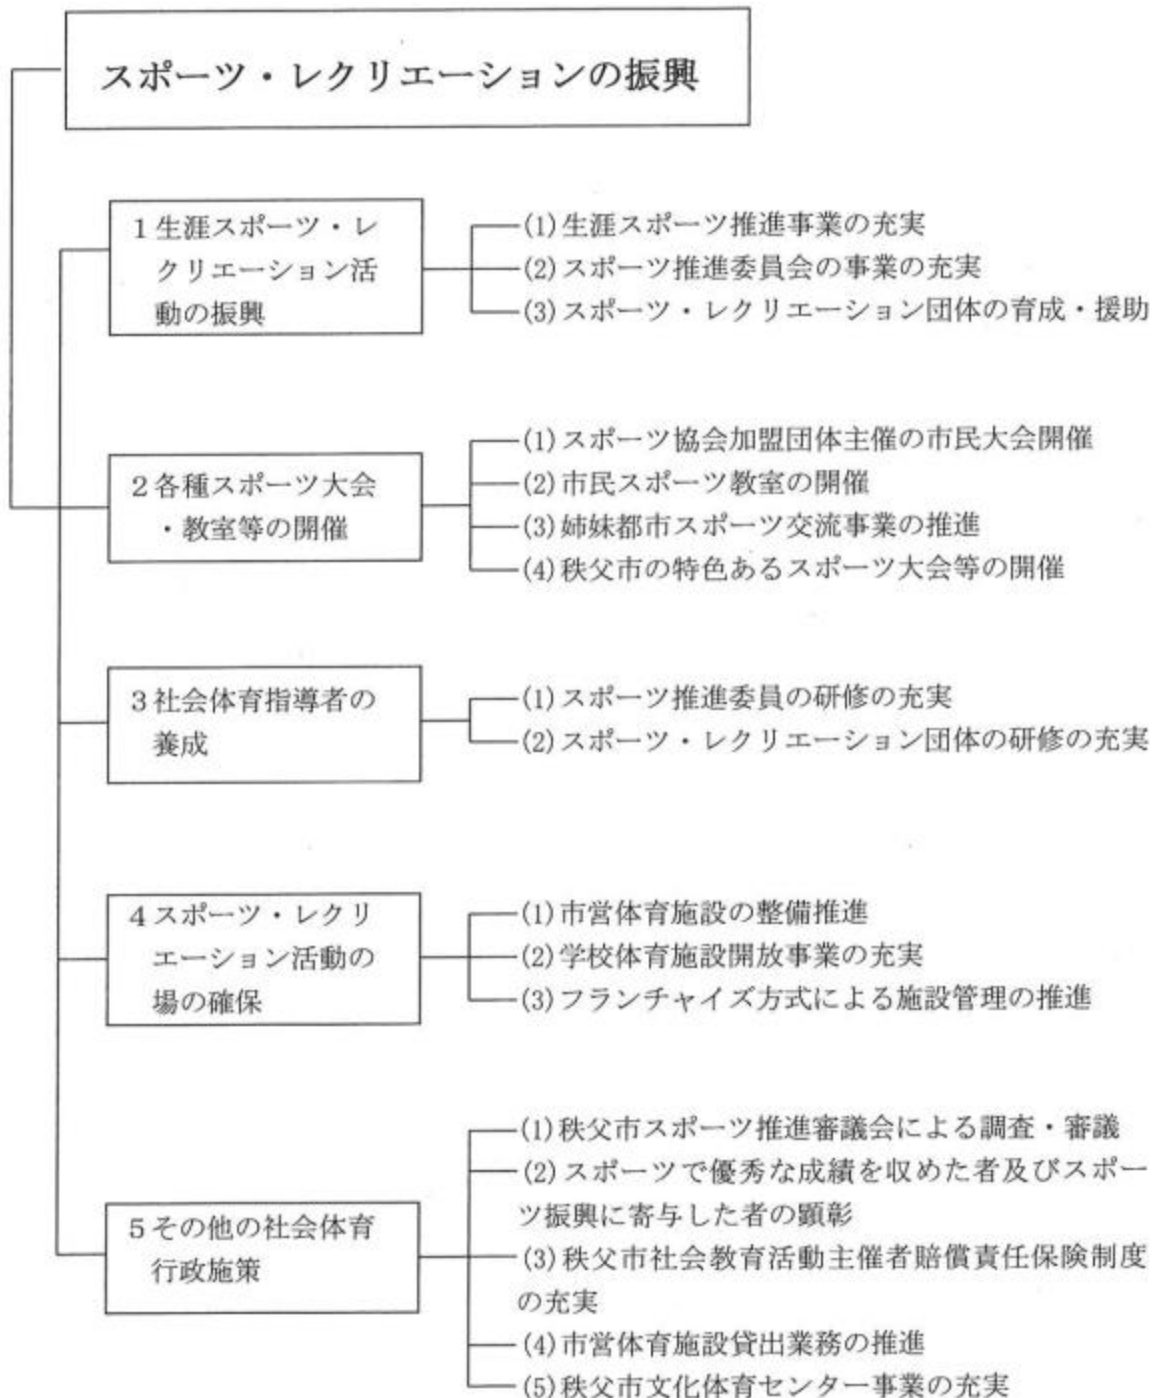 スポーツ・レクリエーションの振興
1生涯スポーツ・レ
クリエーション活
動の振興
(1)生涯スポーツ推進事業の充実
(2)スポーツ推進委員会の事業の充実
(3)スポーツ・レクリエーション団体の育成・援助
2各種スポーツ大会
・教室等の開催
(1)スポーツ協会加盟団体主催の市民大会開催
(2)市民スポーツ教室の開催
(3)姉妹都市スポーツ交流事業の推進
(4)秩父市の特色あるスポーツ大会等の開催
3社会体育指導者の
養成
(1)スポーツ推進委員の研修の充実
(2)スポーツ・レクリエーション団体の研修の充実
4スポーツ・レクリ
エーション活動の
場の確保
(1)市営体育施設の整備推進
(2)学校体育施設開放事業の充実
(3)フランチャイズ方式による施設管理の推進
5その他の社会体育
行政施策
(1)秩父市スポーツ推進審議会による調査・審議
(2)スポーツで優秀な成績を収めた者及びスポー
ツ振興に寄与した者の顕彰
(3)秩父市社会教育活動主催者賠償責任保険制度
の充実
(4)市営体育施設貸出業務の推進
(5)秩父市文化体育センター事業の充実